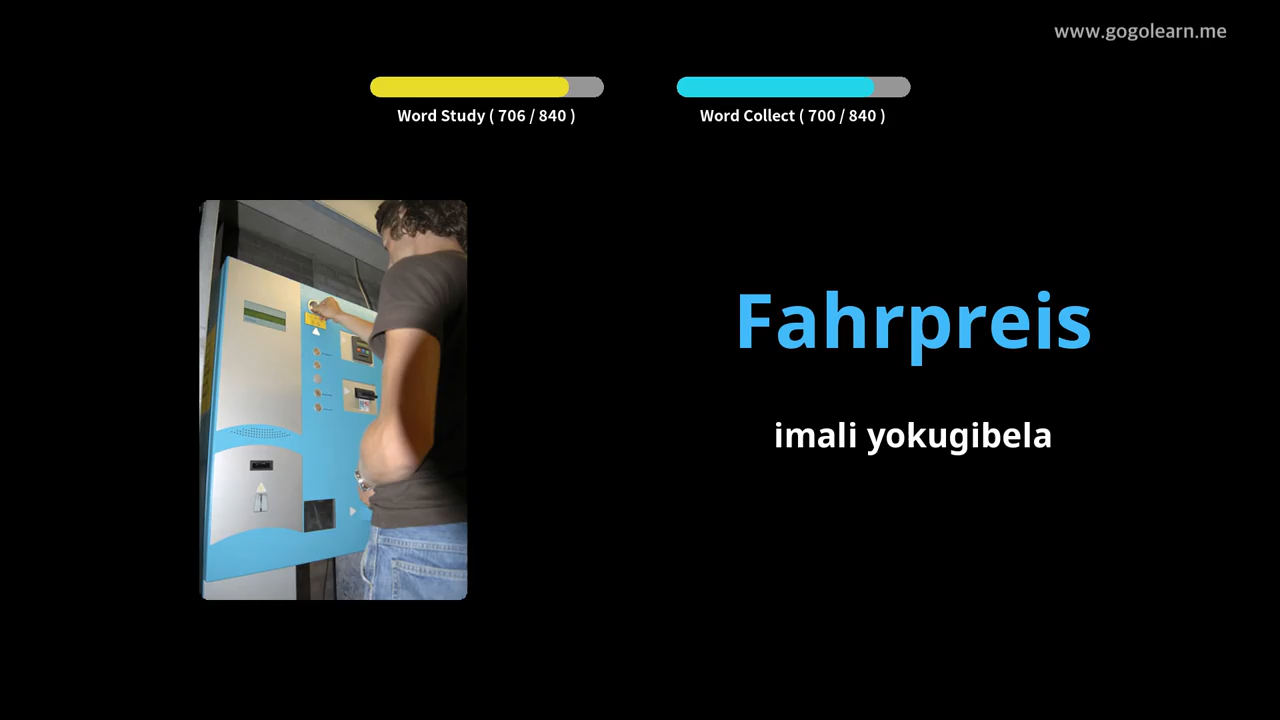 www.gogolearn.me
Word Study ( 706 / 840 )
Word Collect ( 700 / 840 )
Fahrpreis
imali yokugibela